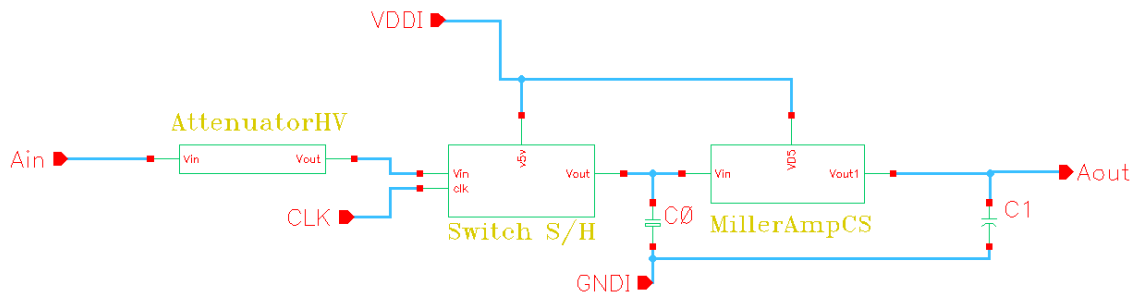 VDDI
AttenuatorHV
Ain
Vin
Vout
v5v
Vin
clk
Vout
CLK
Switch S/H
CØ
VD5
Vin
Vout1
MillerAmpCS
Aout
C1
GNDI